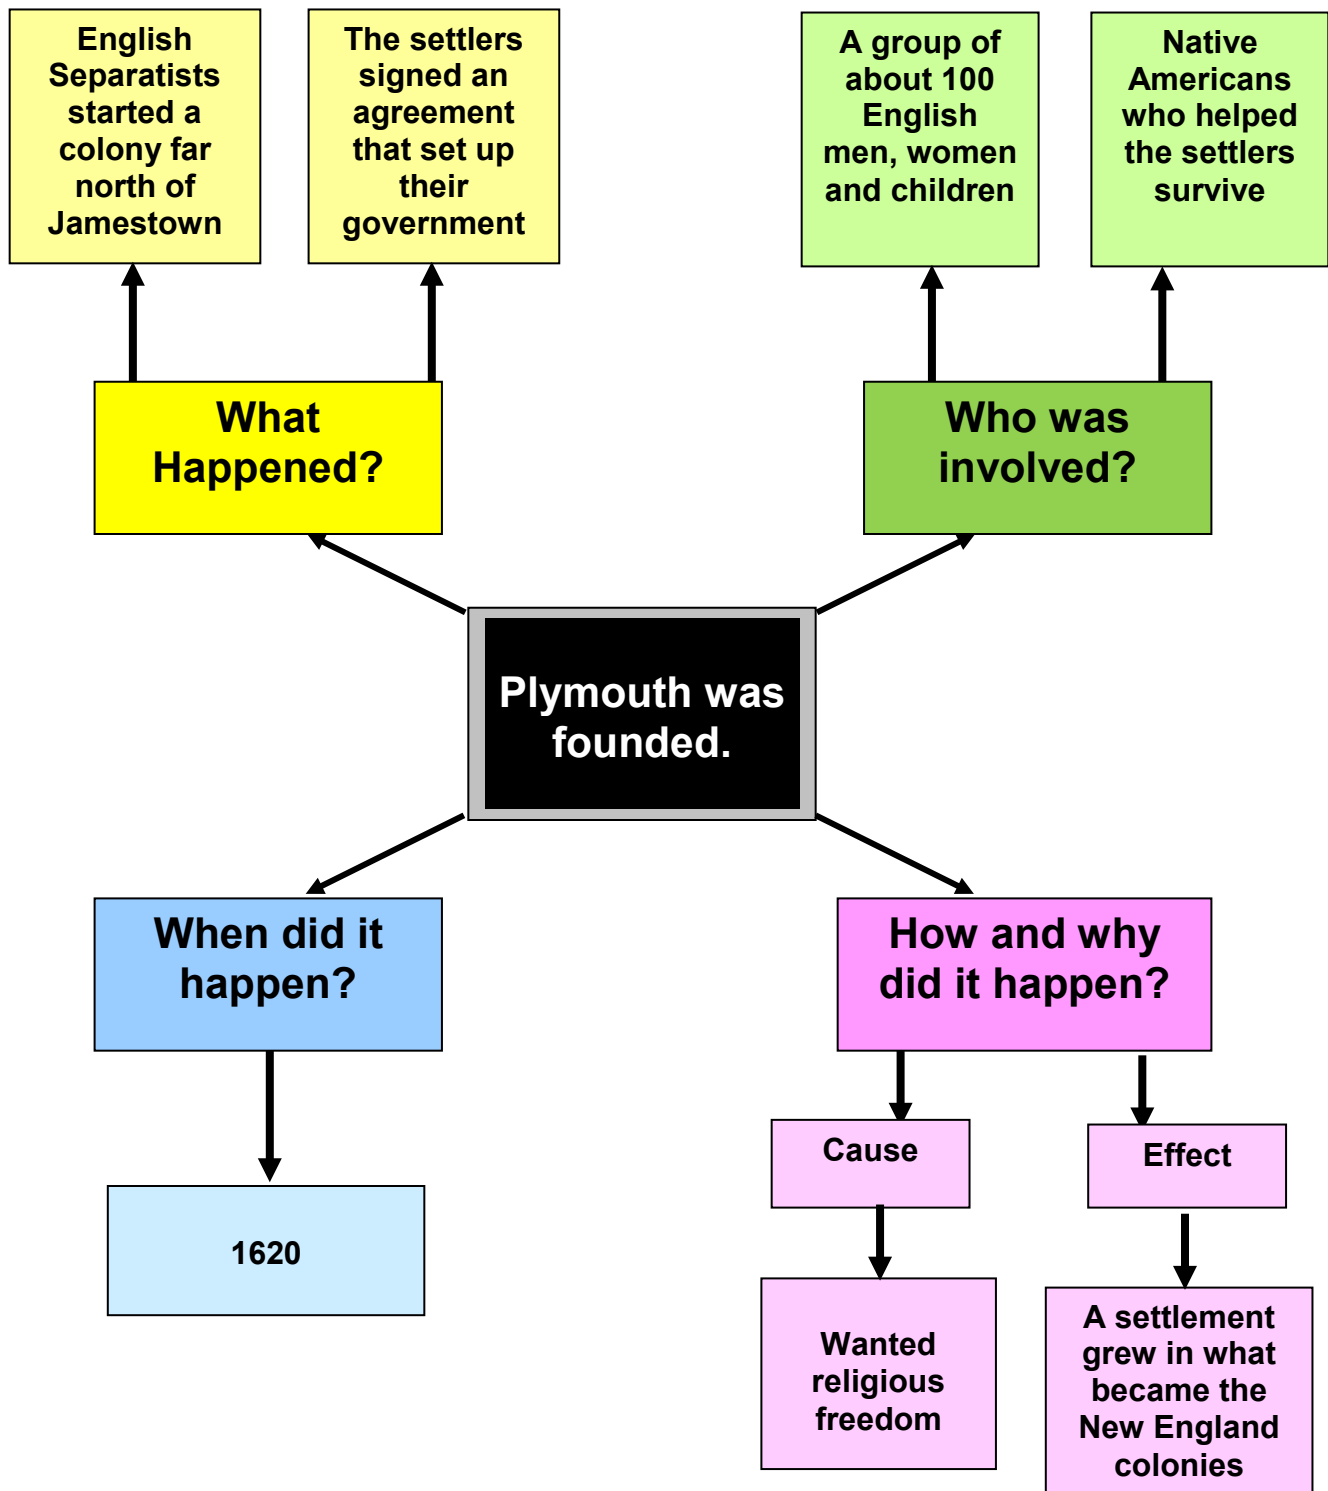 English
Separatists
started a
colony far
north of
Jamestown
The settlers
signed an
agreement
that set up
their
government
A group of
about 100
English
men, women
and children
Native
Americans
who helped
the settlers
survive
What
Happened?
Who was
involved?
Plymouth was
founded.
When did it
happen?
How and why
did it happen?
Cause
Effect
1620
Wanted
religious
freedom
A settlement
grew in what
became the
New England
colonies